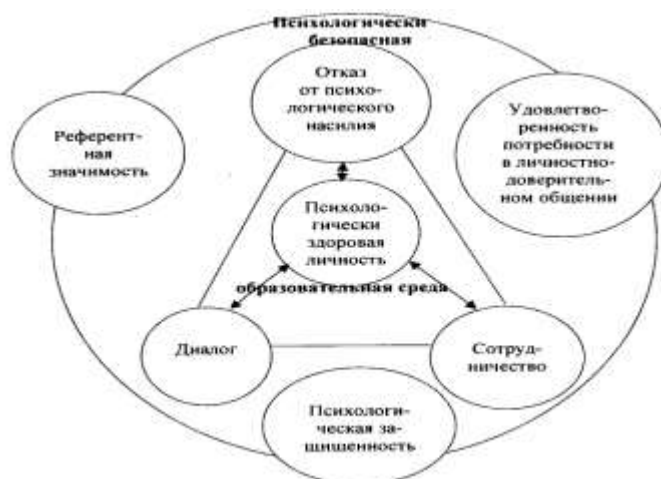 Психологически
безопасная
Отказ
от психо-
логического
насилия
Референт-
ная
значимость
Удовлетво-
ренность
потребности
в личностно-
доверитель-
ном общении
Психоло-
гически
здоровая
личность
образовательная среда
Диалог
Сотруд-
ничество
Психологи-
ческая за-
щишенность